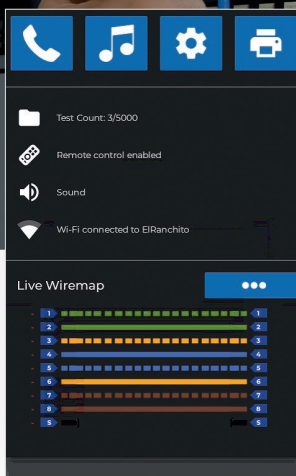 Test Count: 3/5000
Remote control enabled
Sound
Wi-Fi connected to ElRanchito
Live Wiremap
1 1
2 2
3 3
4 4
5 5
6 6
7 7
8 8
S S